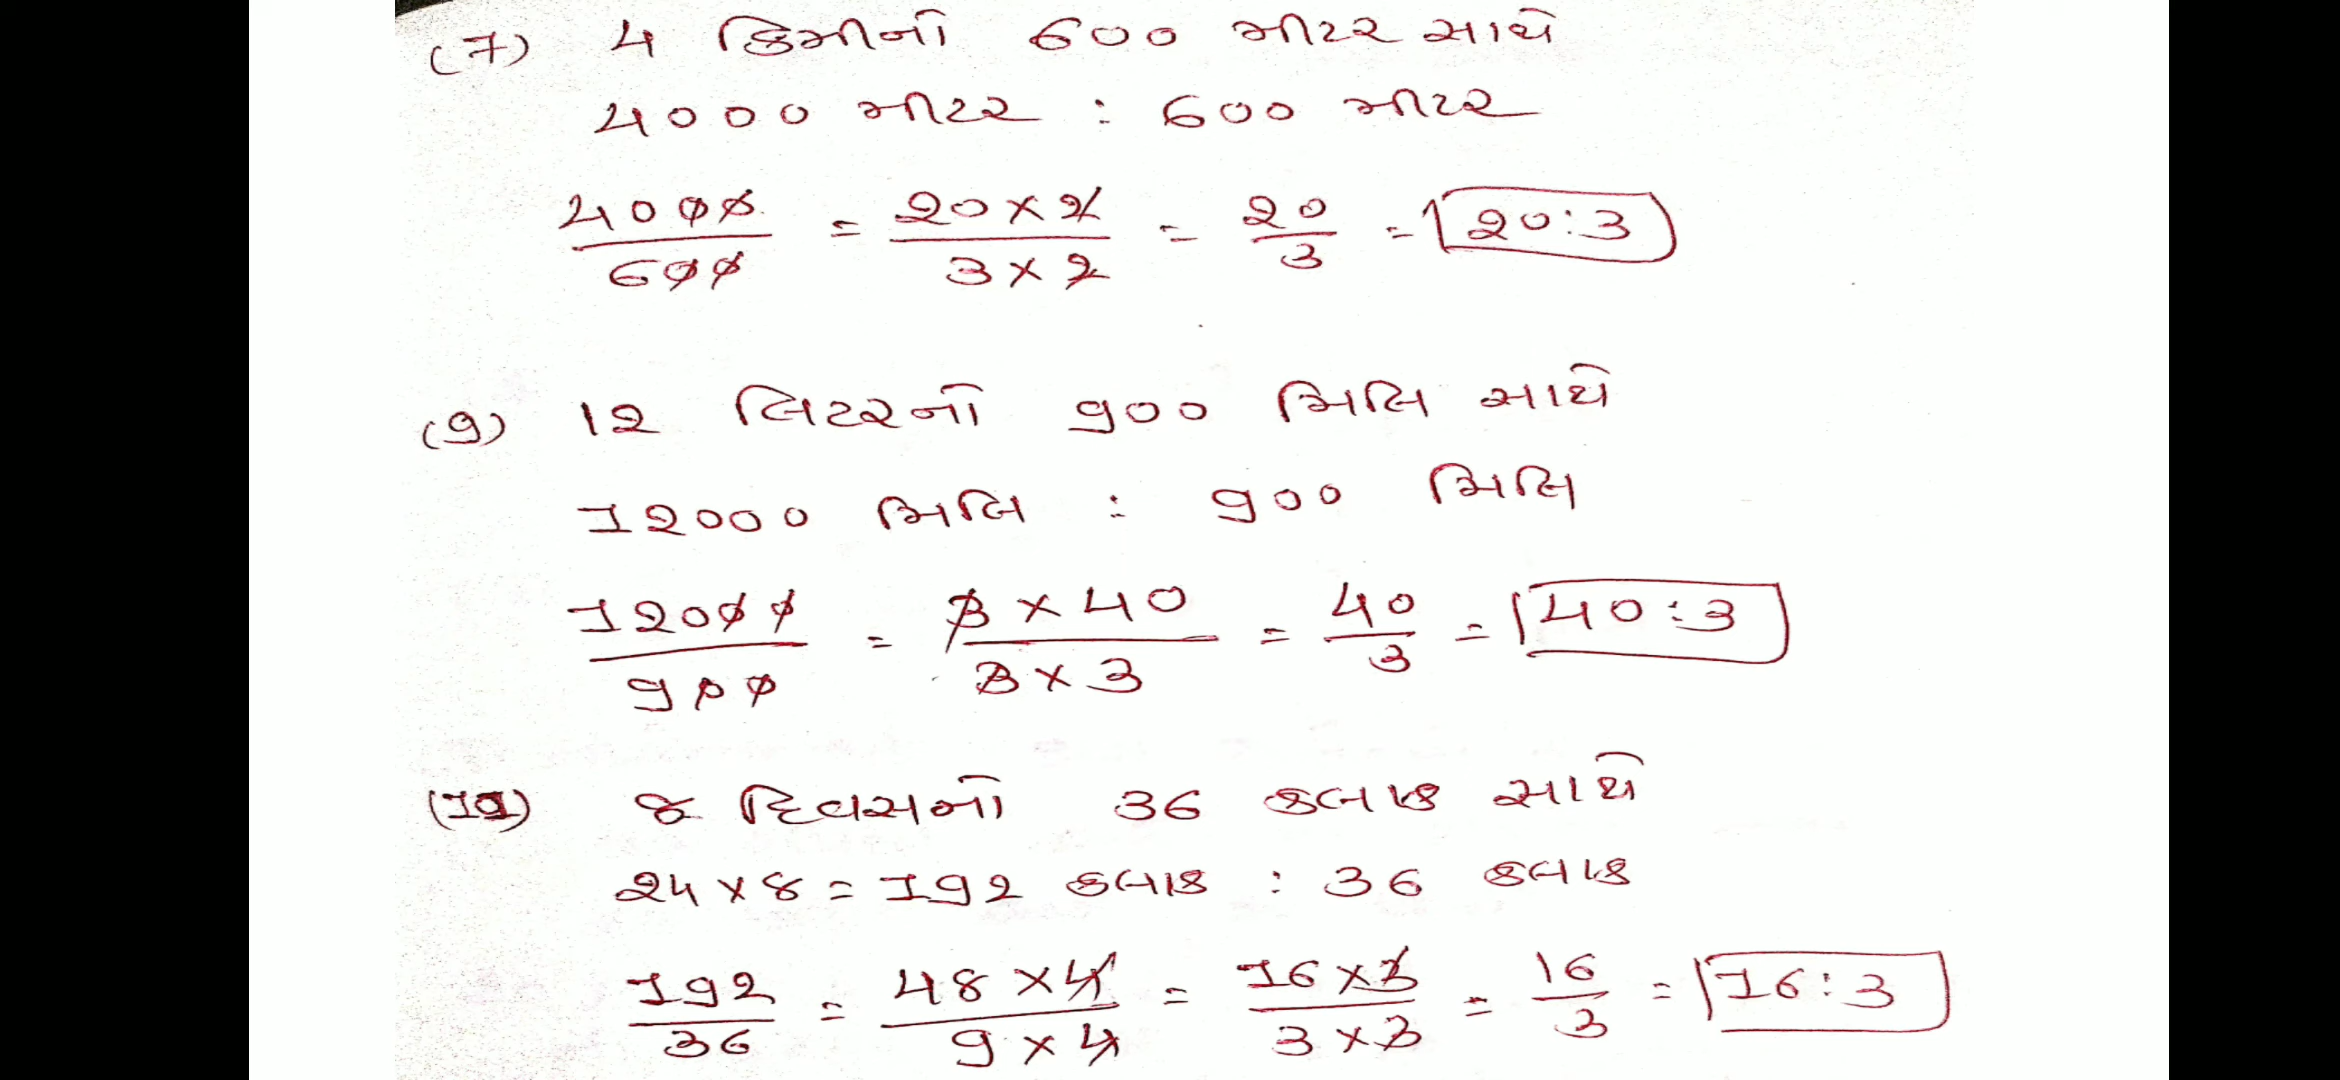 (7) 4 કિમીનો 600 મીટર સાથે
4000 મીટર : 600 મીટર
4000/600 = 20 × 2/3 × 2 = 20/3 = 20:3
(9) 12 લિટરનો 900 મિલિ સાથે
12000 મિલિ : 900 મિલિ
12000/900 = 3 × 40/3 × 3 = 40/3 = 40:3
(11) 8 દિવસનો 36 કલાક સાથે
24 × 8 = 192 કલાક : 36 કલાક
192/36 = 48 × 4/9 × 4 = 16 × 3/3 × 3 = 16/3 = 16:3